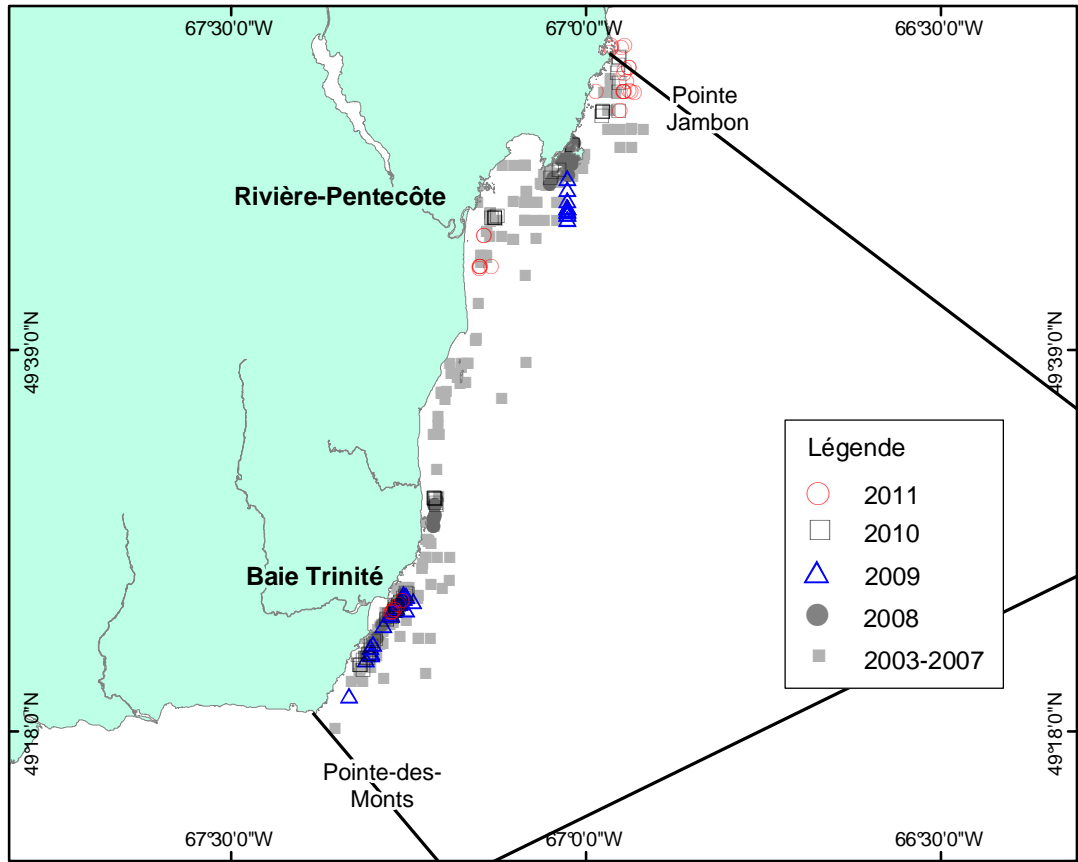 67°30'0"W
67°0'0"W
66°30'0"W
Pointe
Jambon
Rivière-Pentecôte
49°39'0"N
49°39'0"N
Légende
2011
2010
2009
2008
2003-2007
Baie Trinité
49°18'0"N
49°18'0"N
Pointe-des-
Monts
67°30'0"W
67°0'0"W
66°30'0"W